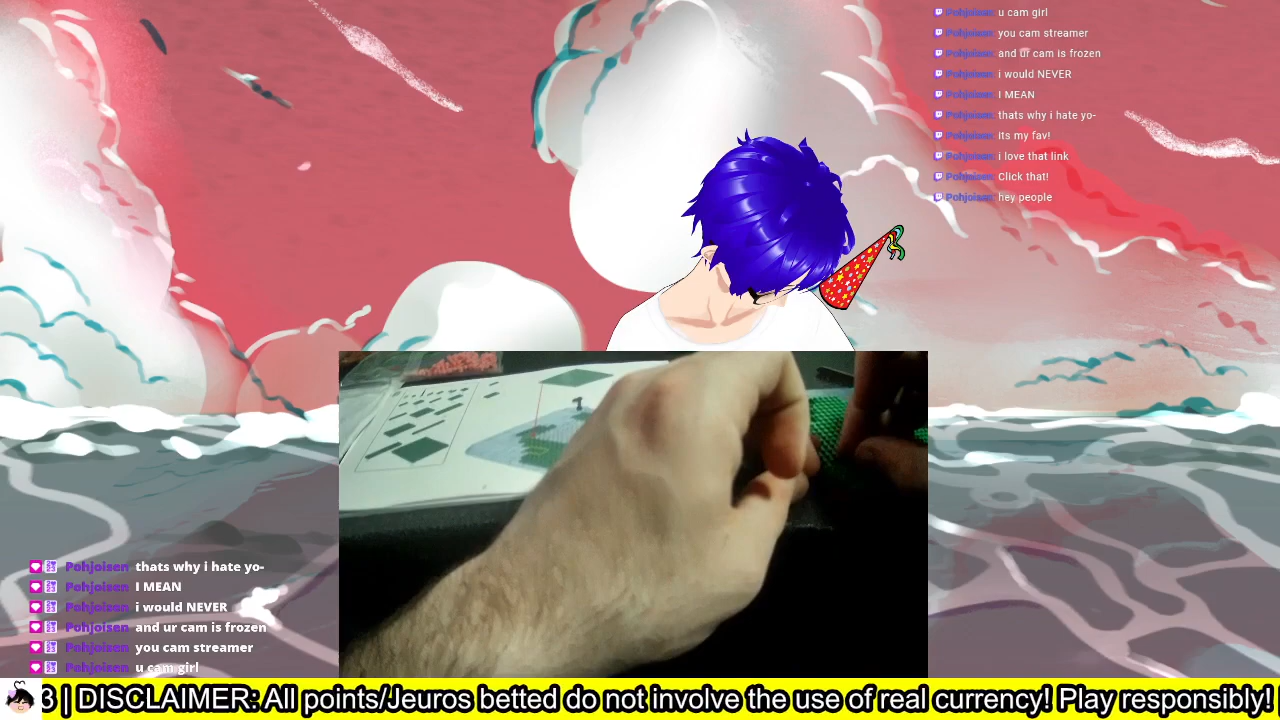 Pohjoisen: u cam girl
Pohjoisen: you cam streamer
Pohjoisen: and ur cam is frozen
Pohjoisen: i would NEVER
Pohjoisen: I MEAN
Pohjoisen: thats why i hate yo-
Pohjoisen: its my fav!
Pohjoisen: i love that link
Pohjoisen: Click that!
Pohjoisen: hey people
Pohjoisen thats why i hate yo-
Pohjoisen I MEAN
Pohjoisen i would NEVER
Pohjoisen and ur cam is frozen
Pohjoisen you cam streamer
Pohjoisen u cam girl
3 | DISCLAIMER: All points/Jeuros betted do not involve the use of real currency! Play responsibly! |